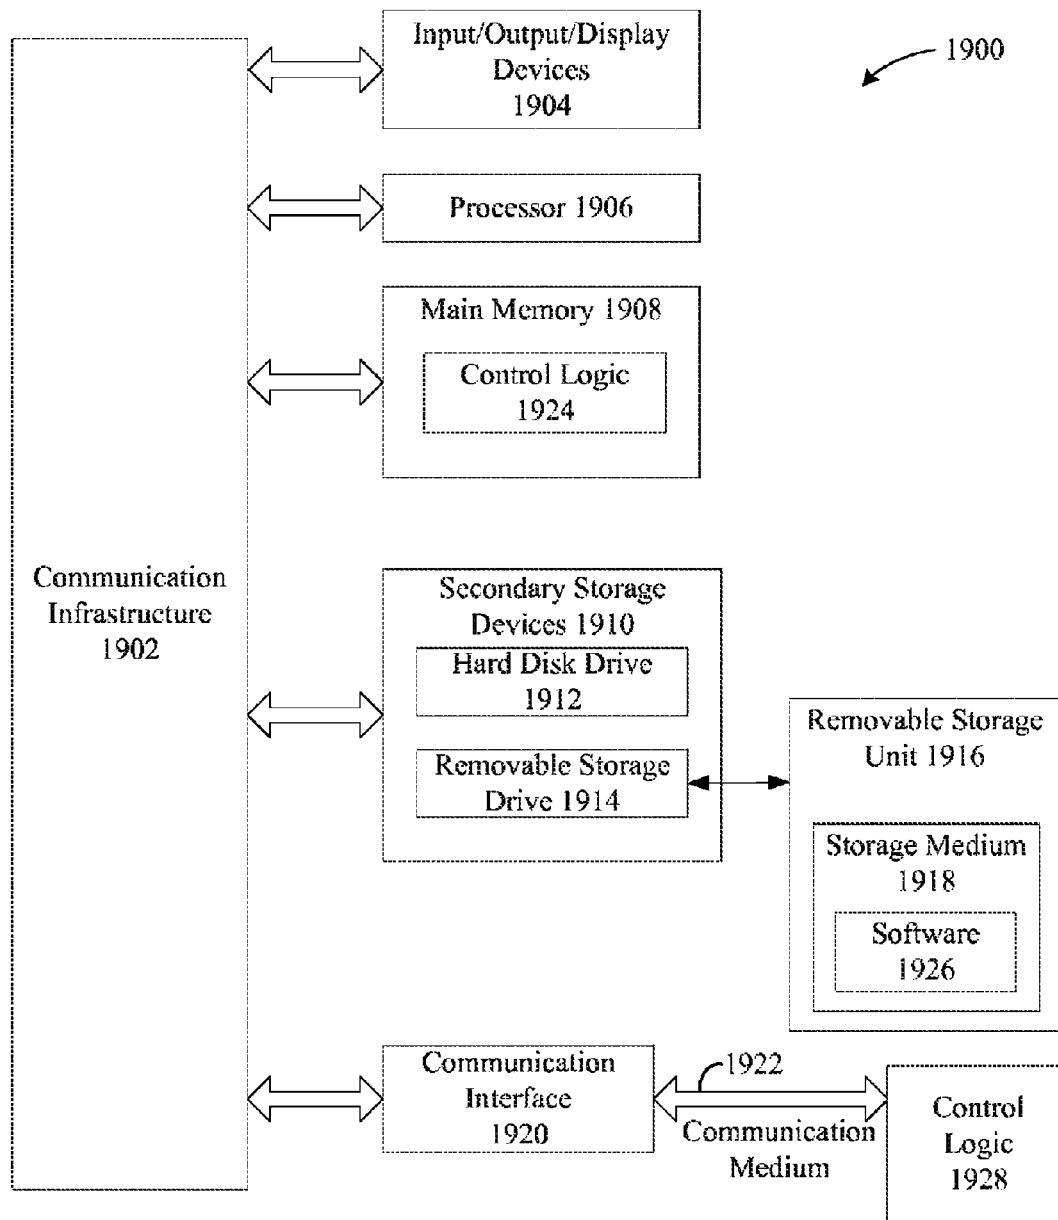 Input/Output/Display
Devices
1904
1900
Processor 1906
Main Memory 1908
Control Logic
1924
Communication
Infrastructure
1902
Secondary Storage
Devices 1910
Hard Disk Drive
1912
Removable Storage
Drive 1914
Removable Storage
Unit 1916
Storage Medium
1918
Software
1926
Communication
Interface
1920
1922
Communication
Medium
Control
Logic
1928